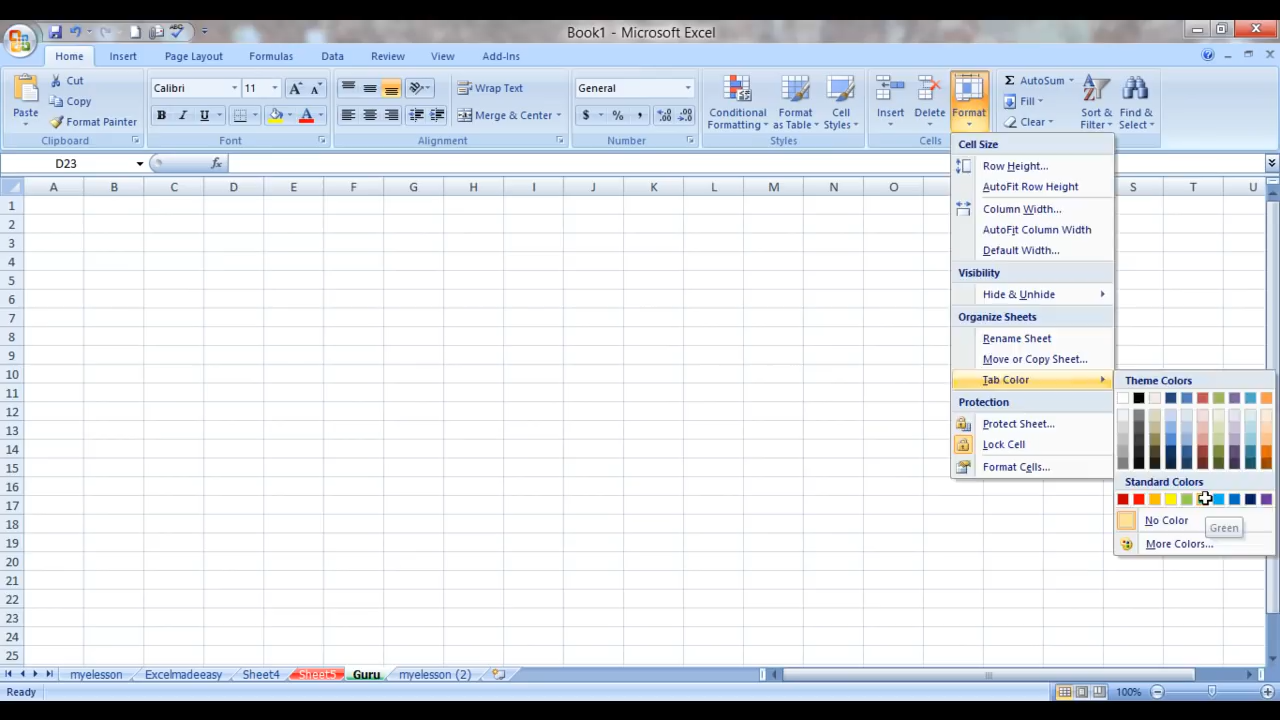 Book1 - Microsoft Excel
Home Insert Page Layout Formulas Data Review View Add-Ins
Paste
Cut
Copy
Format Painter
Clipboard
Calibri 11
B I U
Font
Wrap Text
Merge & Center
Alignment
General
$ % ,
Number
Conditional Formatting
Format as Table
Cell Styles
Styles
Insert
Delete
Format
Cells
Σ AutoSum
Fill
Clear
Sort & Filter
Find & Select
D23 fx
A B C D E F G H I J K L M N O S T U
1
2
3
4
5
6
7
8
9
10
11
12
13
14
15
16
17
18
19
20
21
22
23
24
25
Cell Size
Row Height...
AutoFit Row Height
Column Width...
AutoFit Column Width
Default Width...
Visibility
Hide & Unhide
Organize Sheets
Rename Sheet
Move or Copy Sheet...
Tab Color
Protection
Protect Sheet...
Lock Cell
Format Cells...
Theme Colors
Standard Colors
No Color
Green
More Colors...
myelesson Excelmadeeasy Sheet4 Sheet5 Guru myelesson (2)
Ready 100%